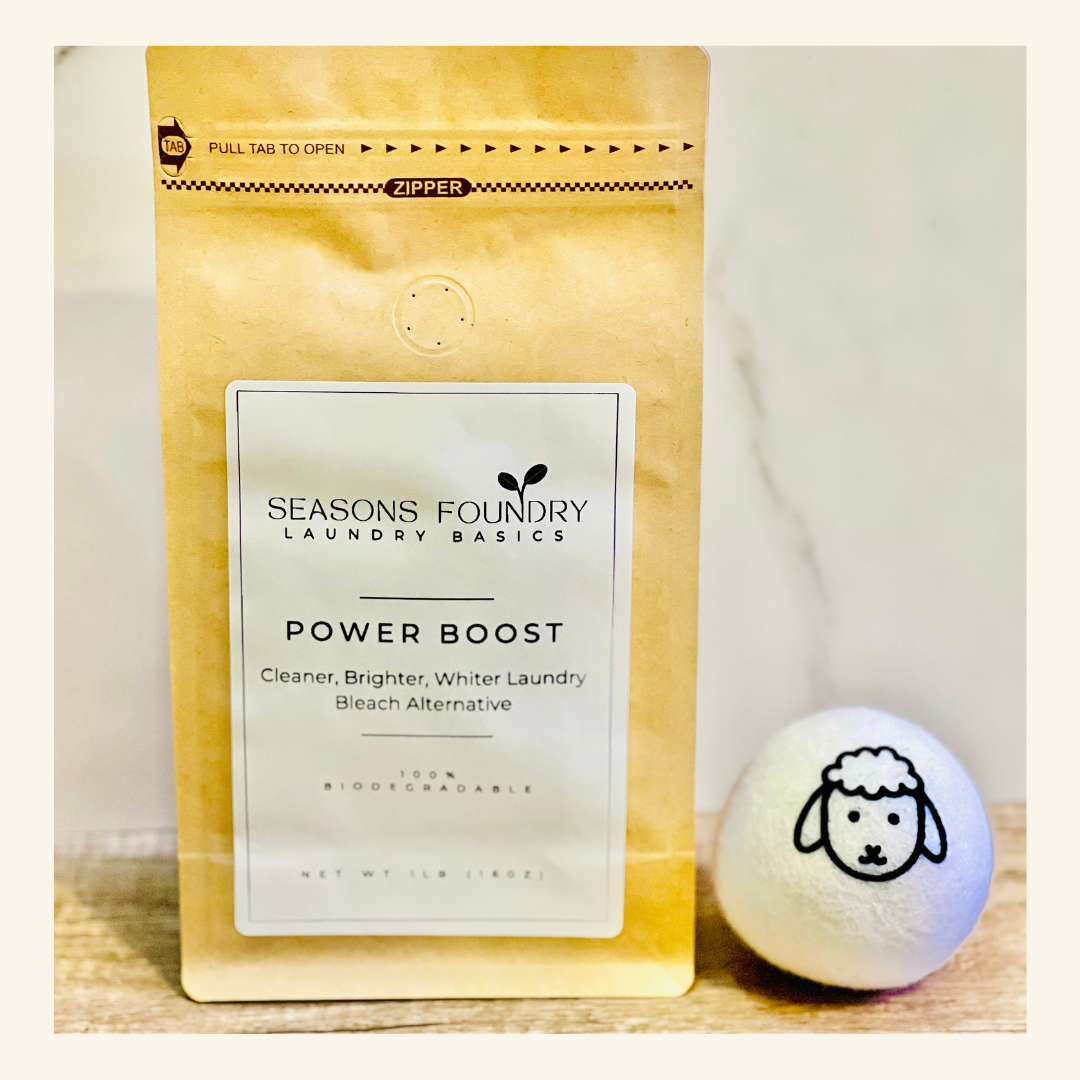 TAB
PULL TAB TO OPEN
ZIPPER
SEASONS FOUNDRY
LAUNDRY BASICS
POWER BOOST
Cleaner, Brighter, Whiter Laundry
Bleach Alternative
100%
BIODEGRADABLE
NET WT 1LB (16OZ)